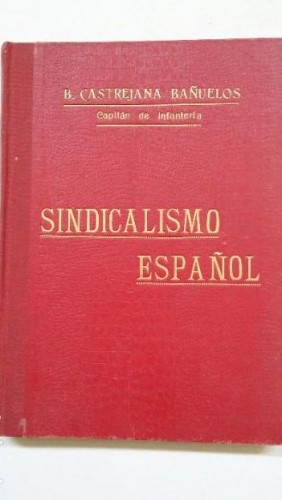 B. CASTREJANA BAÑUELOS
Capitán de Infantería
SINDICALISMO
ESPAÑOL